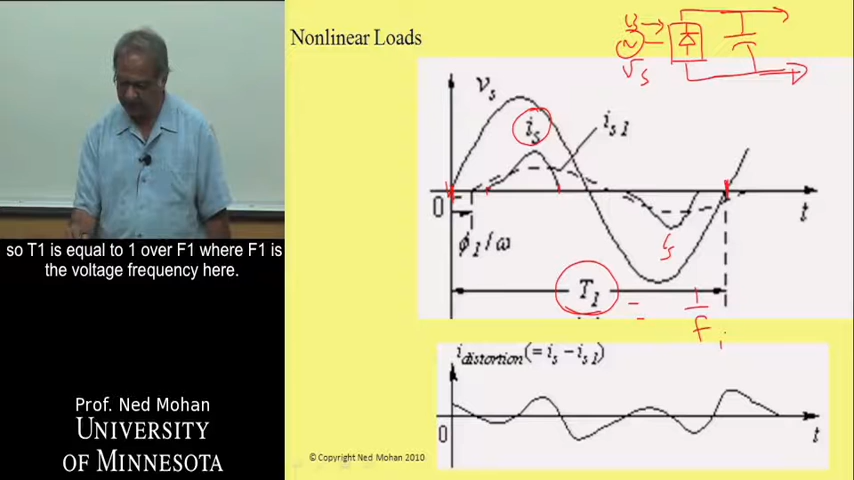 Nonlinear Loads
v_s
i_s
i_s1
0
t
ϕ_1/ω
i_s
T_1 = 1/f_1
i_distortion(= i_s − i_s1)
0
t
so T1 is equal to 1 over F1 where F1 is
the voltage frequency here.
Prof. Ned Mohan
UNIVERSITY
OF MINNESOTA
© Copyright Ned Mohan 2010